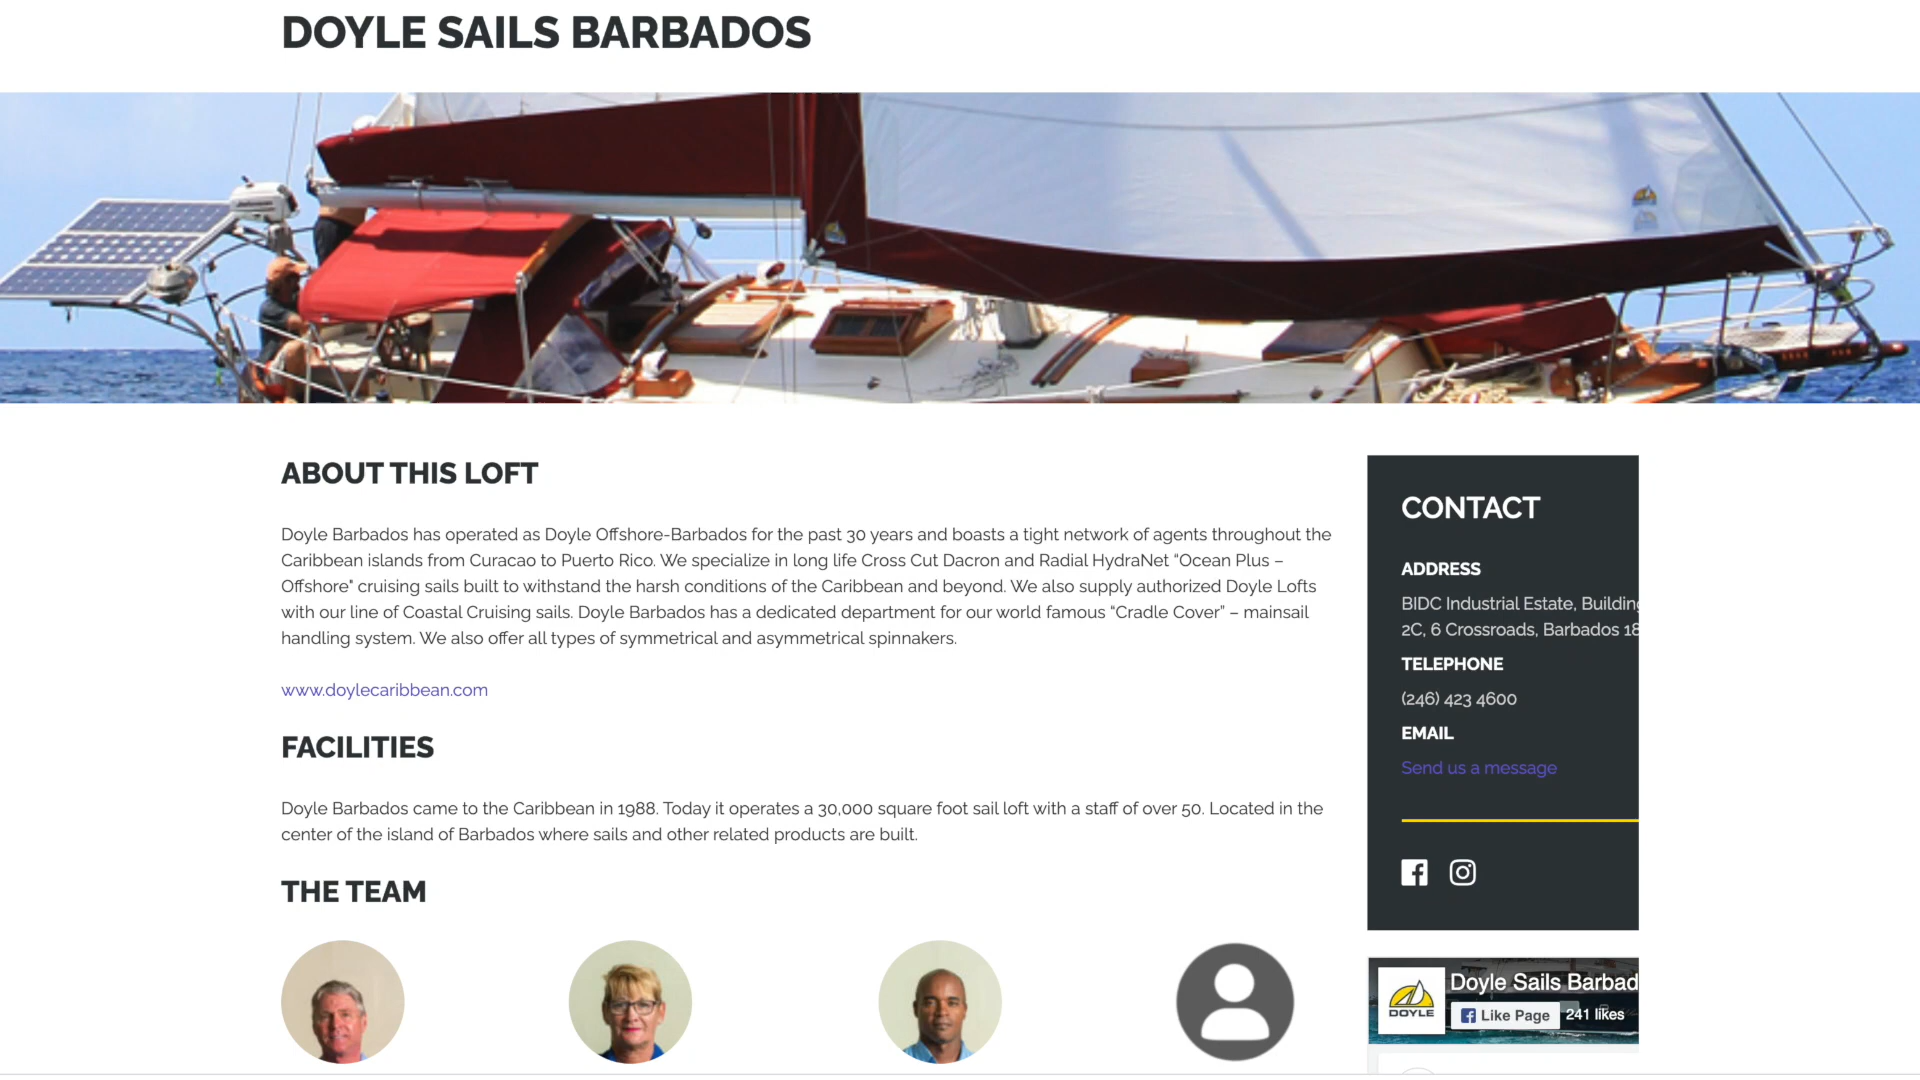 DOYLE SAILS BARBADOS
ABOUT THIS LOFT
Doyle Barbados has operated as Doyle Offshore-Barbados for the past 30 years and boasts a tight network of agents throughout the
Caribbean islands from Curacao to Puerto Rico. We specialize in long life Cross Cut Dacron and Radial HydraNet “Ocean Plus –
Offshore” cruising sails built to withstand the harsh conditions of the Caribbean and beyond. We also supply authorized Doyle Lofts
with our line of Coastal Cruising sails. Doyle Barbados has a dedicated department for our world famous “Cradle Cover” – mainsail
handling system. We also offer all types of symmetrical and asymmetrical spinnakers.
www.doylecaribbean.com
FACILITIES
Doyle Barbados came to the Caribbean in 1988. Today it operates a 30,000 square foot sail loft with a staff of over 50. Located in the
center of the island of Barbados where sails and other related products are built.
THE TEAM
CONTACT
ADDRESS
BIDC Industrial Estate, Building
2C, 6 Crossroads, Barbados 18
TELEPHONE
(246) 423 4600
EMAIL
Send us a message
Doyle Sails Barbad
DOYLE
Like Page
241 likes